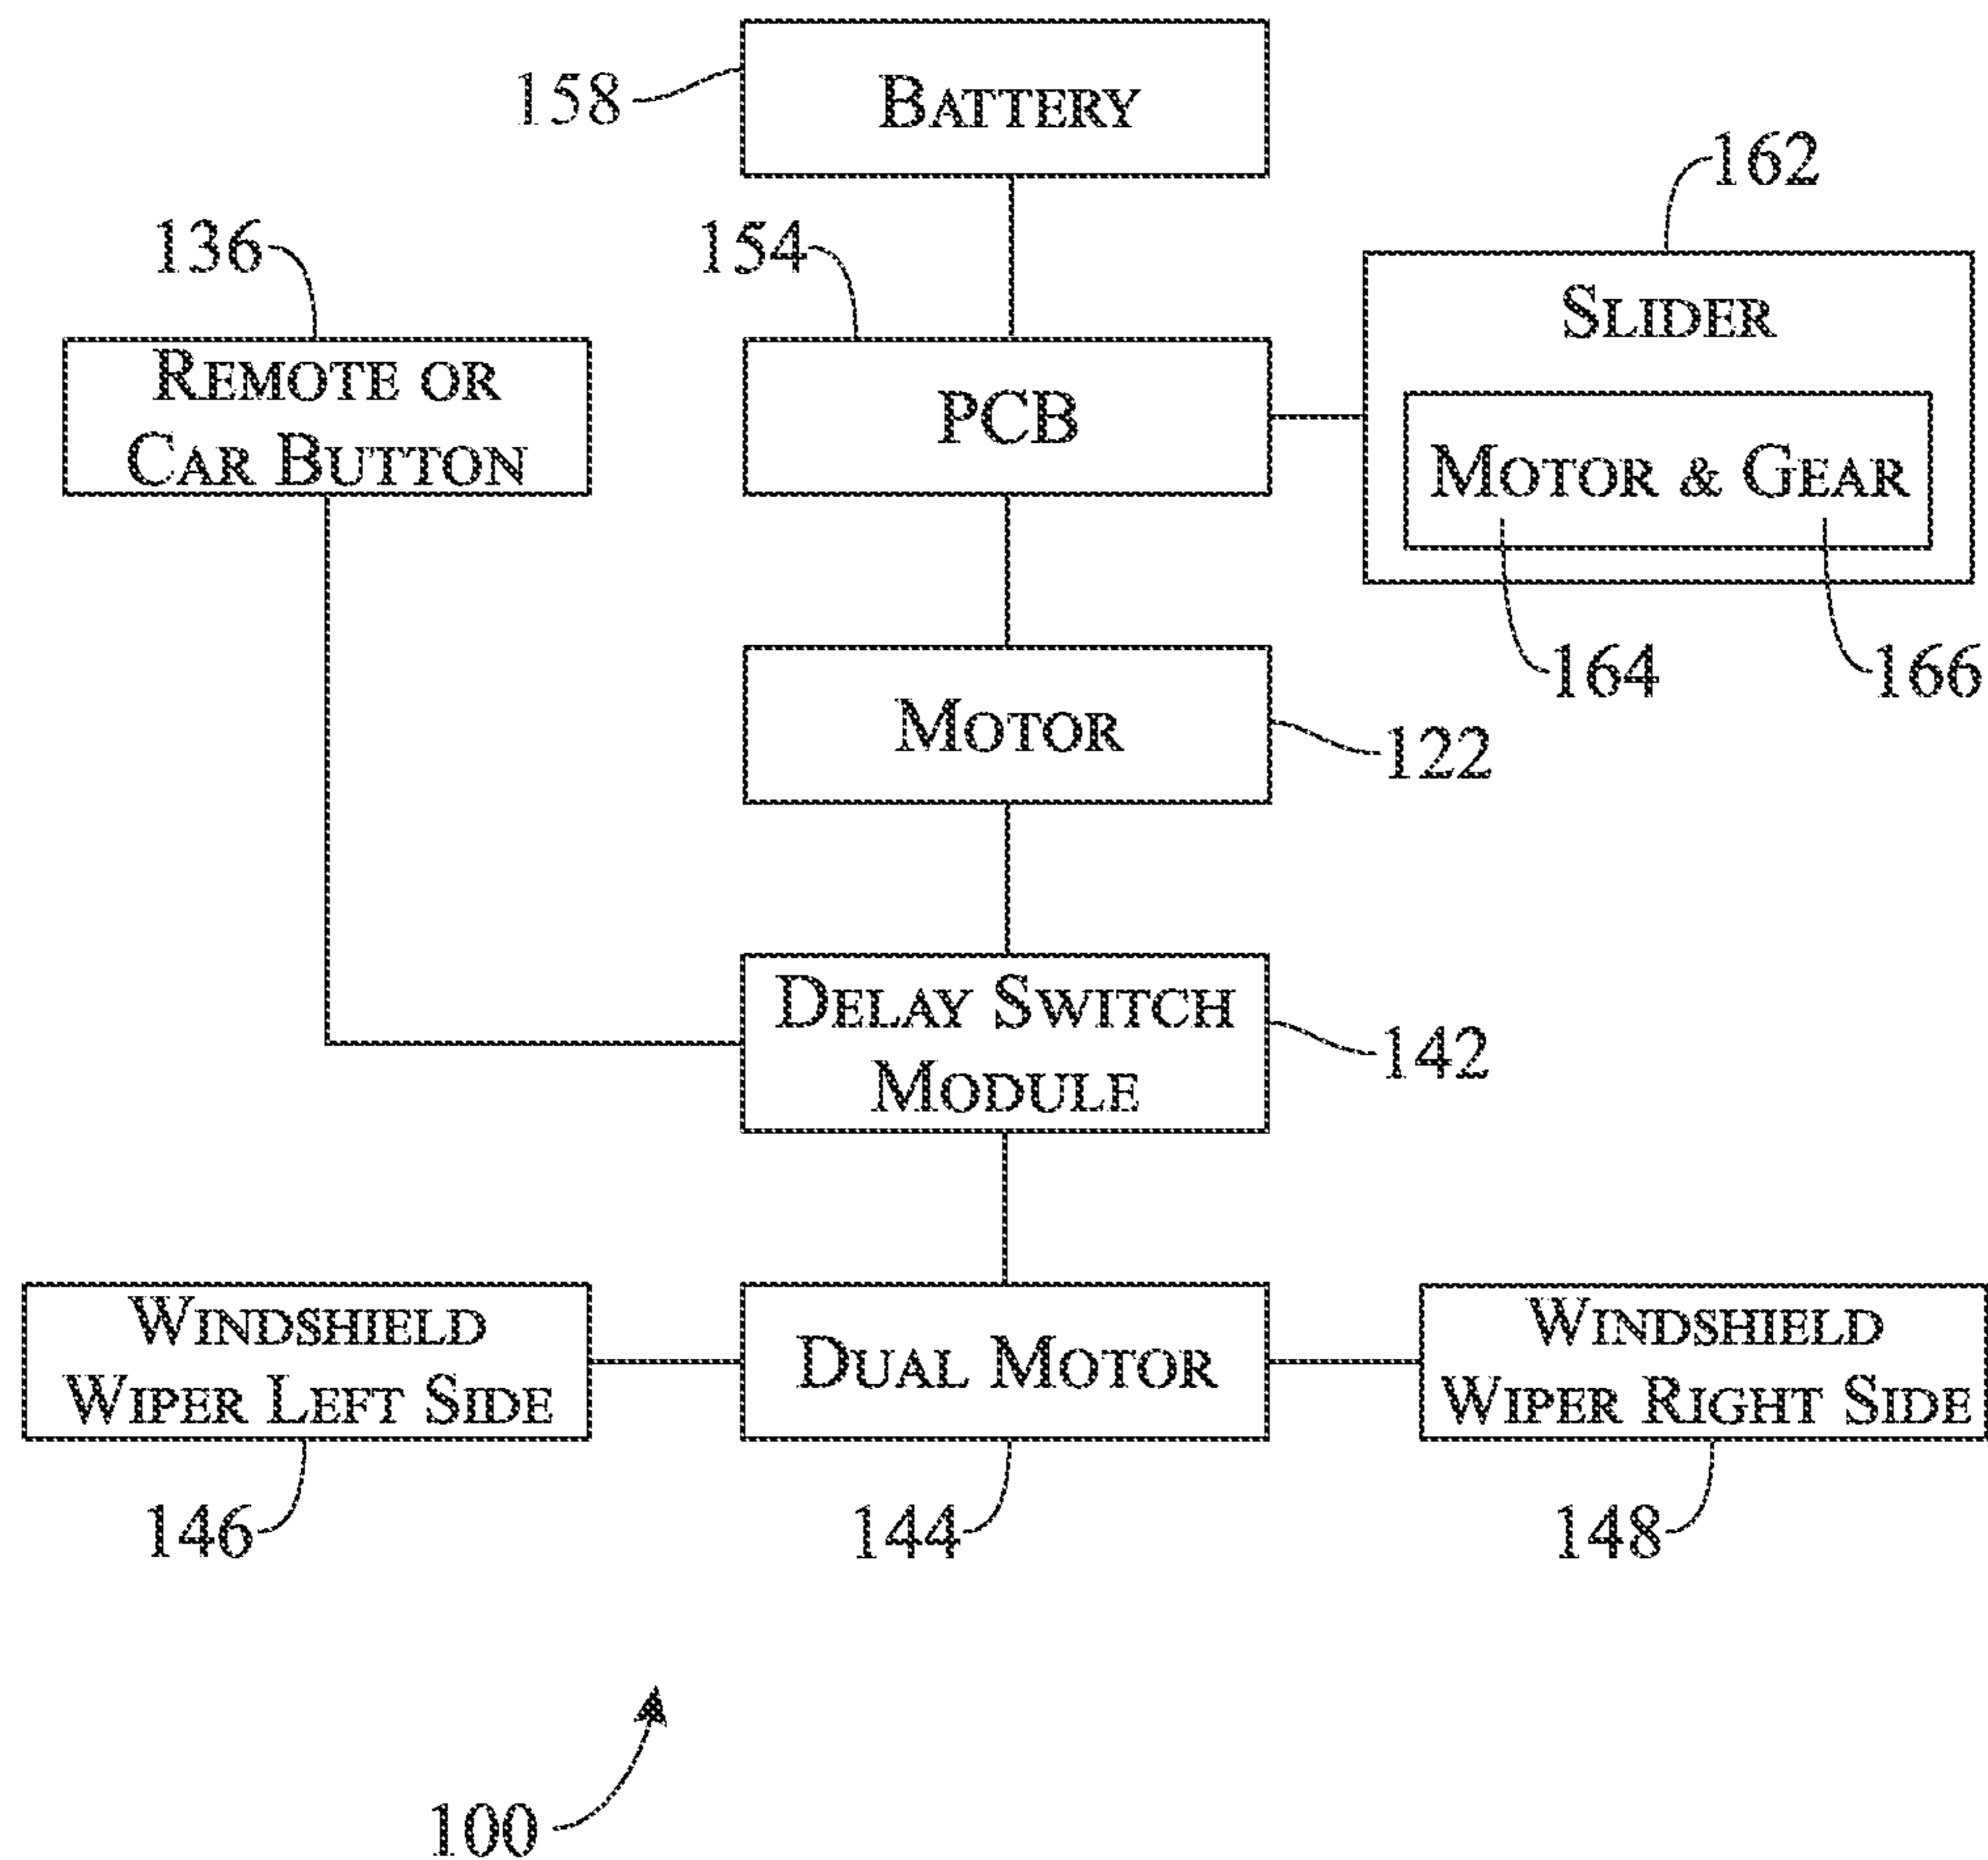 158
BATTERY
162
136
154
SLIDER
REMOTE OR
CAR BUTTON
PCB
MOTOR & GEAR
164
166
MOTOR
122
DELAY SWITCH
MODULE
142
WINDSHIELD
WIPER LEFT SIDE
DUAL MOTOR
WINDSHIELD
WIPER RIGHT SIDE
146
144
148
100